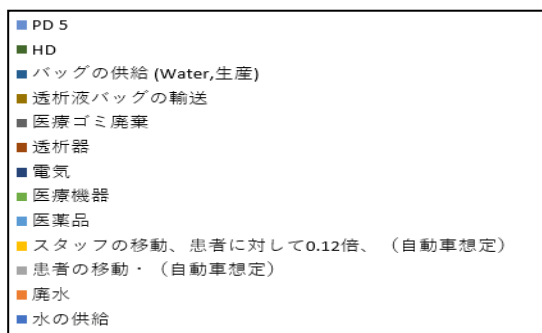 PD 5
HD
バッグの供給 (Water,生産)
透析液バッグの輸送
医療ゴミ廃棄
透析器
電気
医療機器
医薬品
スタッフの移動、患者に対して0.12倍、（自動車想定）
患者の移動・（自動車想定）
廃水
水の供給